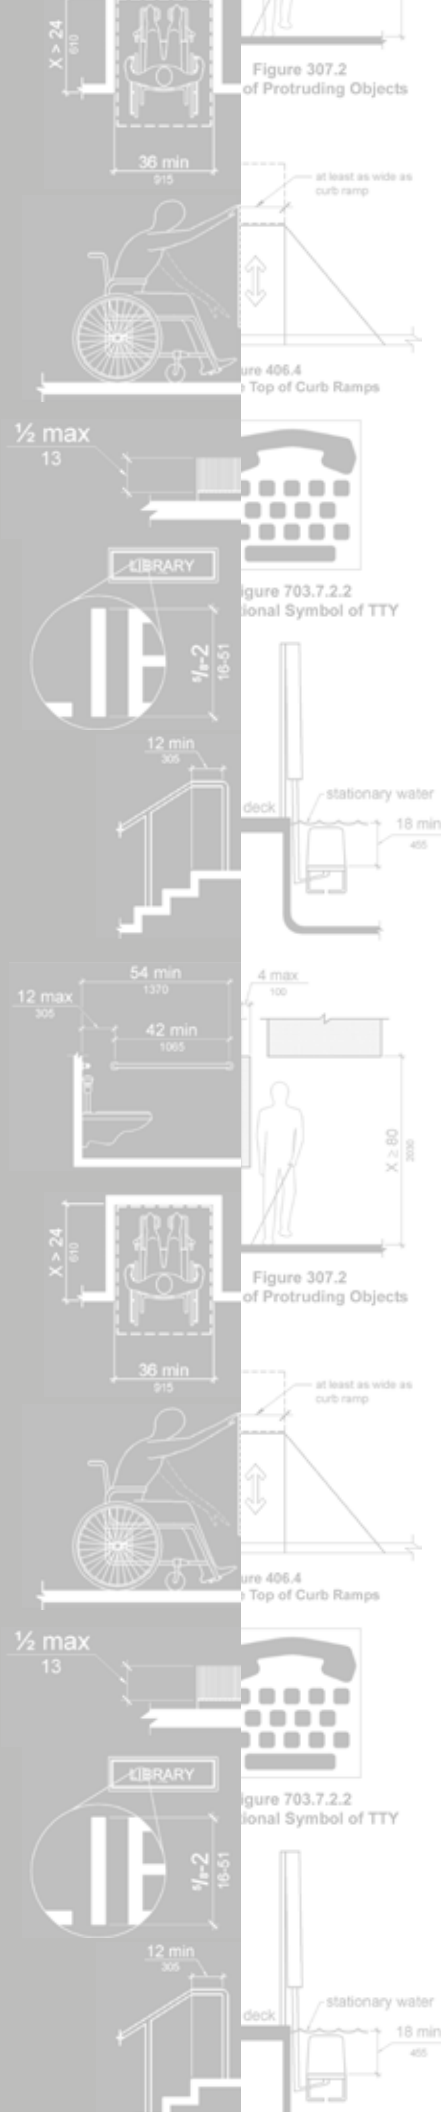 X > 24
610
Figure 307.2
of Protruding Objects
36 min
915
at least as wide as
curb ramp
ure 406.4
Top of Curb Ramps
½ max
13
LIBRARY
igure 703.7.2.2
ional Symbol of TTY
⁵/₈-2
16-51
12 min
305
deck
stationary water
18 min
455
54 min
1370
4 max
100
12 max
305
42 min
1065
X ≥ 80
2030
X > 24
610
Figure 307.2
of Protruding Objects
36 min
915
at least as wide as
curb ramp
ure 406.4
Top of Curb Ramps
½ max
13
LIBRARY
igure 703.7.2.2
ional Symbol of TTY
⁵/₈-2
16-51
12 min
305
deck
stationary water
18 min
455